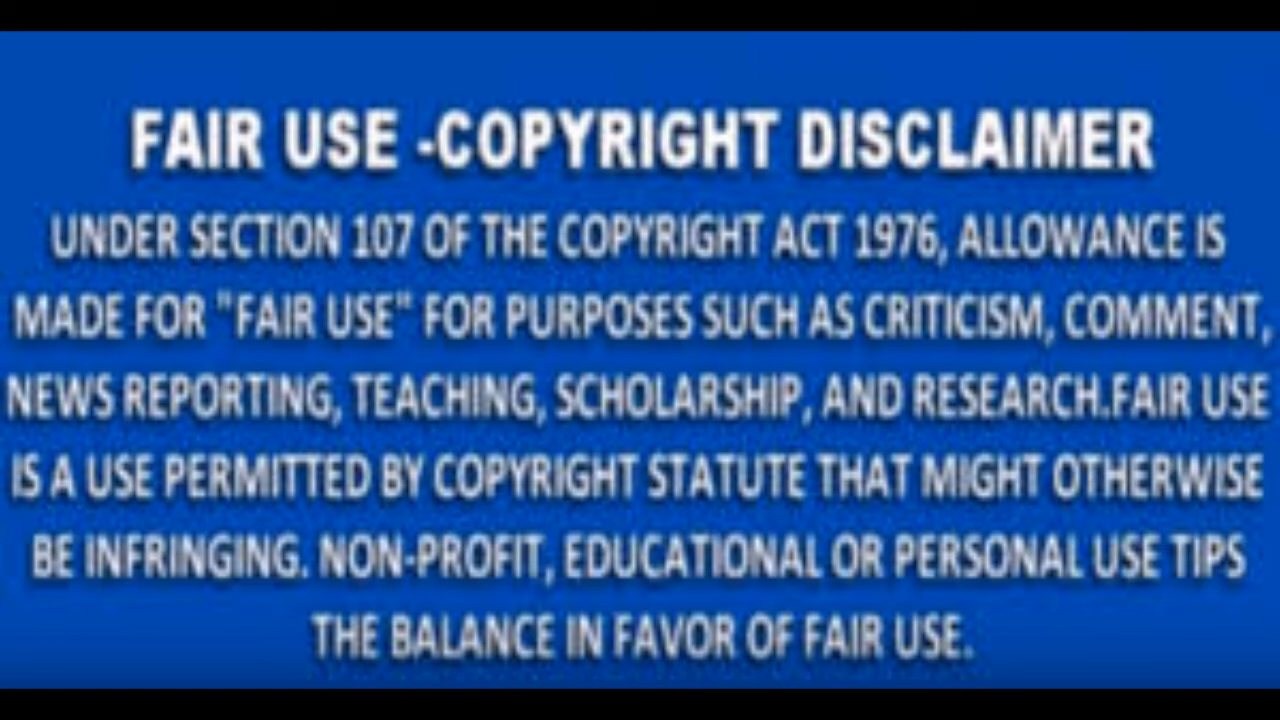 FAIR USE -COPYRIGHT DISCLAIMER
UNDER SECTION 107 OF THE COPYRIGHT ACT 1976, ALLOWANCE IS
MADE FOR "FAIR USE" FOR PURPOSES SUCH AS CRITICISM, COMMENT,
NEWS REPORTING, TEACHING, SCHOLARSHIP, AND RESEARCH.FAIR USE
IS A USE PERMITTED BY COPYRIGHT STATUTE THAT MIGHT OTHERWISE
BE INFRINGING. NON-PROFIT, EDUCATIONAL OR PERSONAL USE TIPS
THE BALANCE IN FAVOR OF FAIR USE.